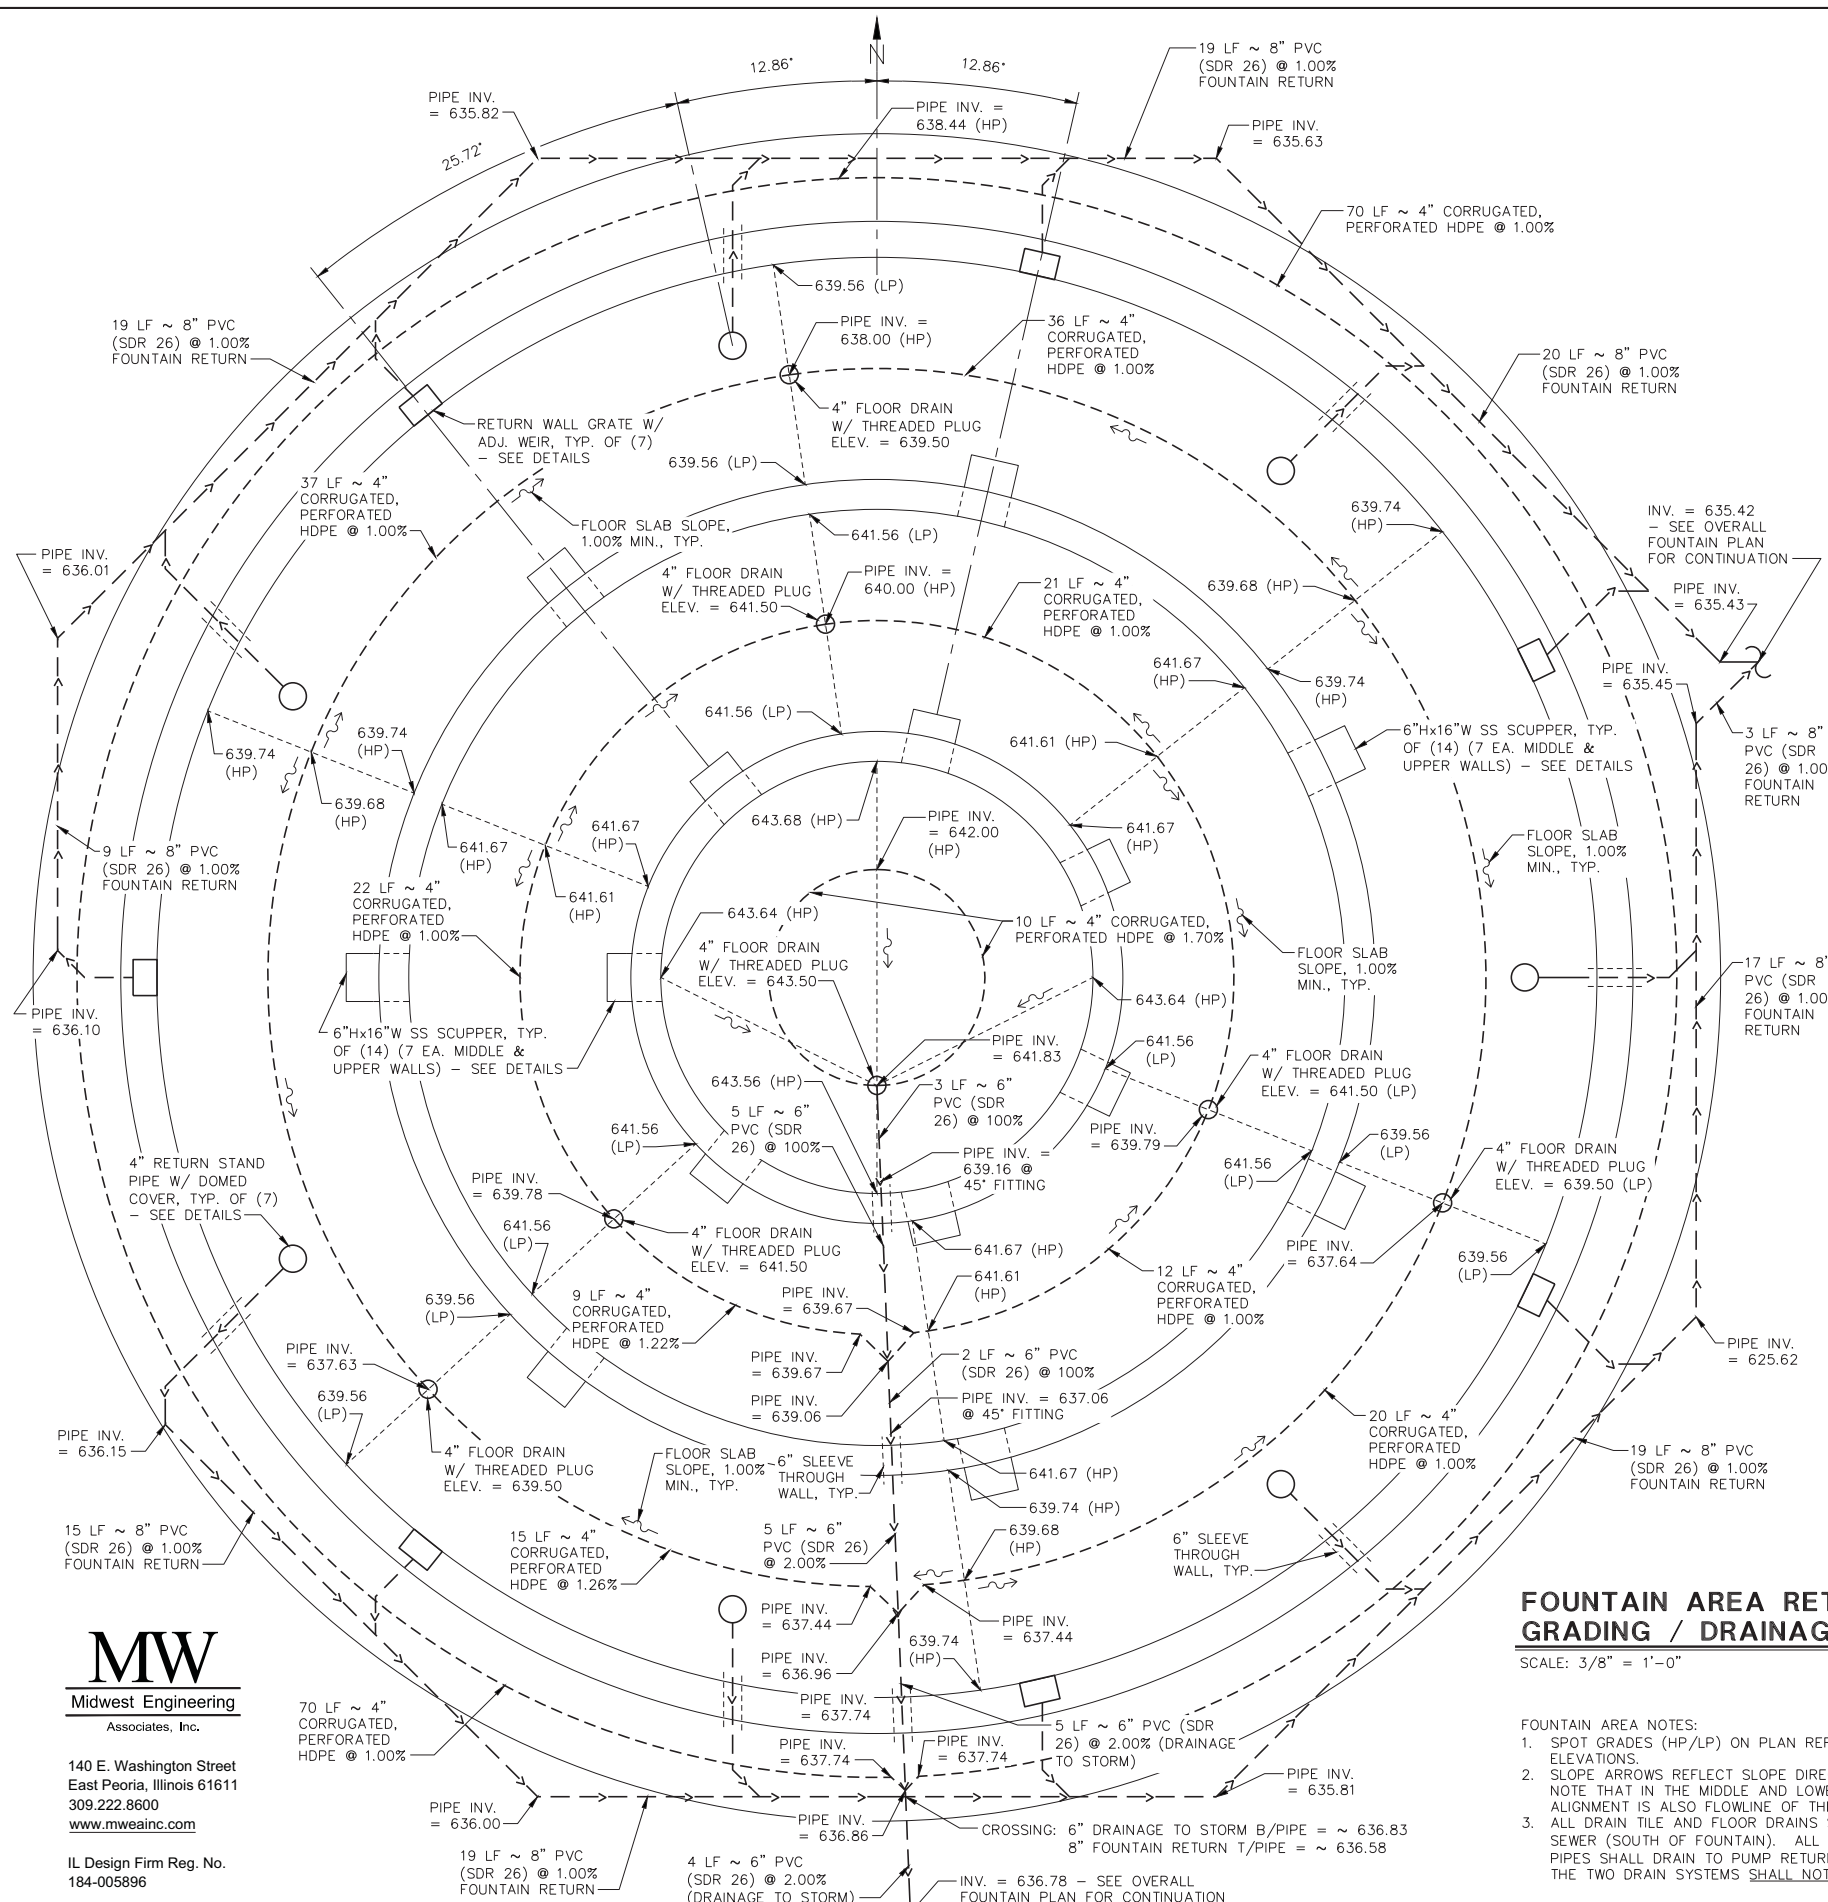 12.86°
12.86°
25.72°
19 LF ~ 8" PVC
(SDR 26) @ 1.00%
FOUNTAIN RETURN
PIPE INV.
= 635.82
PIPE INV. =
638.44 (HP)
PIPE INV.
= 635.63
N
70 LF ~ 4" CORRUGATED,
PERFORATED HDPE @ 1.00%
639.56 (LP)
PIPE INV. =
638.00 (HP)
36 LF ~ 4"
CORRUGATED,
PERFORATED
HDPE @ 1.00%
19 LF ~ 8" PVC
(SDR 26) @ 1.00%
FOUNTAIN RETURN
20 LF ~ 8" PVC
(SDR 26) @ 1.00%
FOUNTAIN RETURN
4" FLOOR DRAIN
W/ THREADED PLUG
ELEV. = 639.50
RETURN WALL GRATE W/
ADJ. WEIR, TYP. OF (7)
– SEE DETAILS
639.56 (LP)
37 LF ~ 4"
CORRUGATED,
PERFORATED
HDPE @ 1.00%
FLOOR SLAB SLOPE,
1.00% MIN., TYP.
641.56 (LP)
639.74
(HP)
INV. = 635.42
– SEE OVERALL
FOUNTAIN PLAN
FOR CONTINUATION
PIPE INV.
= 636.01
4" FLOOR DRAIN
W/ THREADED PLUG
ELEV. = 641.50
PIPE INV. =
640.00 (HP)
21 LF ~ 4"
CORRUGATED,
PERFORATED
HDPE @ 1.00%
639.68 (HP)
PIPE INV.
= 635.43
641.67
(HP)
639.74
(HP)
PIPE INV.
= 635.45
641.56 (LP)
641.61 (HP)
6"Hx16"W SS SCUPPER, TYP.
OF (14) (7 EA. MIDDLE &
UPPER WALLS) – SEE DETAILS
3 LF ~ 8"
PVC (SDR
26) @ 1.00
FOUNTAIN
RETURN
639.74
(HP)
639.74
(HP)
639.68
(HP)
643.68 (HP)
PIPE INV.
= 642.00
(HP)
641.67
(HP)
641.67
(HP)
641.67
(HP)
FLOOR SLAB
SLOPE, 1.00%
MIN., TYP.
9 LF ~ 8" PVC
(SDR 26) @ 1.00%
FOUNTAIN RETURN
22 LF ~ 4"
CORRUGATED,
PERFORATED
HDPE @ 1.00%
641.61
(HP)
643.64 (HP)
10 LF ~ 4" CORRUGATED,
PERFORATED HDPE @ 1.70%
4" FLOOR DRAIN
W/ THREADED PLUG
ELEV. = 643.50
FLOOR SLAB
SLOPE, 1.00%
MIN., TYP.
17 LF ~ 8"
PVC (SDR
26) @ 1.00
FOUNTAIN
RETURN
PIPE INV.
= 636.10
643.64 (HP)
6"Hx16"W SS SCUPPER, TYP.
OF (14) (7 EA. MIDDLE &
UPPER WALLS) – SEE DETAILS
PIPE INV.
= 641.83
641.56
(LP)
4" FLOOR DRAIN
W/ THREADED PLUG
ELEV. = 641.50 (LP)
643.56 (HP)
3 LF ~ 6"
PVC (SDR
26) @ 100%
5 LF ~ 6"
PVC (SDR
26) @ 100%
641.56
(LP)
PIPE INV.
= 639.79
639.56
(LP)
PIPE INV. =
639.16 @
45° FITTING
641.56
(LP)
4" FLOOR DRAIN
W/ THREADED PLUG
ELEV. = 639.50 (LP)
4" RETURN STAND
PIPE W/ DOMED
COVER, TYP. OF (7)
– SEE DETAILS
PIPE INV.
= 639.78
641.56
(LP)
4" FLOOR DRAIN
W/ THREADED PLUG
ELEV. = 641.50
641.67 (HP)
PIPE INV.
= 637.64
639.56
(LP)
641.61
(HP)
12 LF ~ 4"
CORRUGATED,
PERFORATED
HDPE @ 1.00%
639.56
(LP)
9 LF ~ 4"
CORRUGATED,
PERFORATED
HDPE @ 1.22%
PIPE INV.
= 639.67
PIPE INV.
= 639.67
PIPE INV.
= 637.63
2 LF ~ 6" PVC
(SDR 26) @ 100%
PIPE INV.
= 625.62
639.56
(LP)
PIPE INV.
= 639.06
PIPE INV. = 637.06
@ 45° FITTING
PIPE INV.
= 636.15
20 LF ~ 4"
CORRUGATED,
PERFORATED
HDPE @ 1.00%
4" FLOOR DRAIN
W/ THREADED PLUG
ELEV. = 639.50
FLOOR SLAB
SLOPE, 1.00%
MIN., TYP.
6" SLEEVE
THROUGH
WALL, TYP.
641.67 (HP)
639.74 (HP)
19 LF ~ 8" PVC
(SDR 26) @ 1.00%
FOUNTAIN RETURN
15 LF ~ 8" PVC
(SDR 26) @ 1.00%
FOUNTAIN RETURN
15 LF ~ 4"
CORRUGATED,
PERFORATED
HDPE @ 1.26%
5 LF ~ 6"
PVC (SDR 26)
@ 2.00%
639.68
(HP)
6" SLEEVE
THROUGH
WALL, TYP.
PIPE INV.
= 637.44
PIPE INV.
= 637.44
639.74
(HP)
PIPE INV.
= 636.96
PIPE INV.
= 637.74
5 LF ~ 6" PVC (SDR
26) @ 2.00% (DRAINAGE
TO STORM)
70 LF ~ 4"
CORRUGATED,
PERFORATED
HDPE @ 1.00%
PIPE INV.
= 637.74
PIPE INV.
= 637.74
PIPE INV.
= 635.81
PIPE INV.
= 636.00
PIPE INV.
= 636.86
CROSSING: 6" DRAINAGE TO STORM B/PIPE = ~ 636.83
8" FOUNTAIN RETURN T/PIPE = ~ 636.58
19 LF ~ 8" PVC
(SDR 26) @ 1.00%
FOUNTAIN RETURN
4 LF ~ 6" PVC
(SDR 26) @ 2.00%
(DRAINAGE TO STORM)
INV. = 636.78 – SEE OVERALL
FOUNTAIN PLAN FOR CONTINUATION
MW
Midwest Engineering
Associates, Inc.
140 E. Washington Street
East Peoria, Illinois 61611
309.222.8600
www.mweainc.com
IL Design Firm Reg. No.
184-005896
FOUNTAIN AREA RET
GRADING / DRAINAG
SCALE: 3/8" = 1'-0"
FOUNTAIN AREA NOTES:
1. SPOT GRADES (HP/LP) ON PLAN REF
ELEVATIONS.
2. SLOPE ARROWS REFLECT SLOPE DIRE
NOTE THAT IN THE MIDDLE AND LOWE
ALIGNMENT IS ALSO FLOWLINE OF TH
3. ALL DRAIN TILE AND FLOOR DRAINS
SEWER (SOUTH OF FOUNTAIN). ALL
PIPES SHALL DRAIN TO PUMP RETUR
THE TWO DRAIN SYSTEMS SHALL NOT